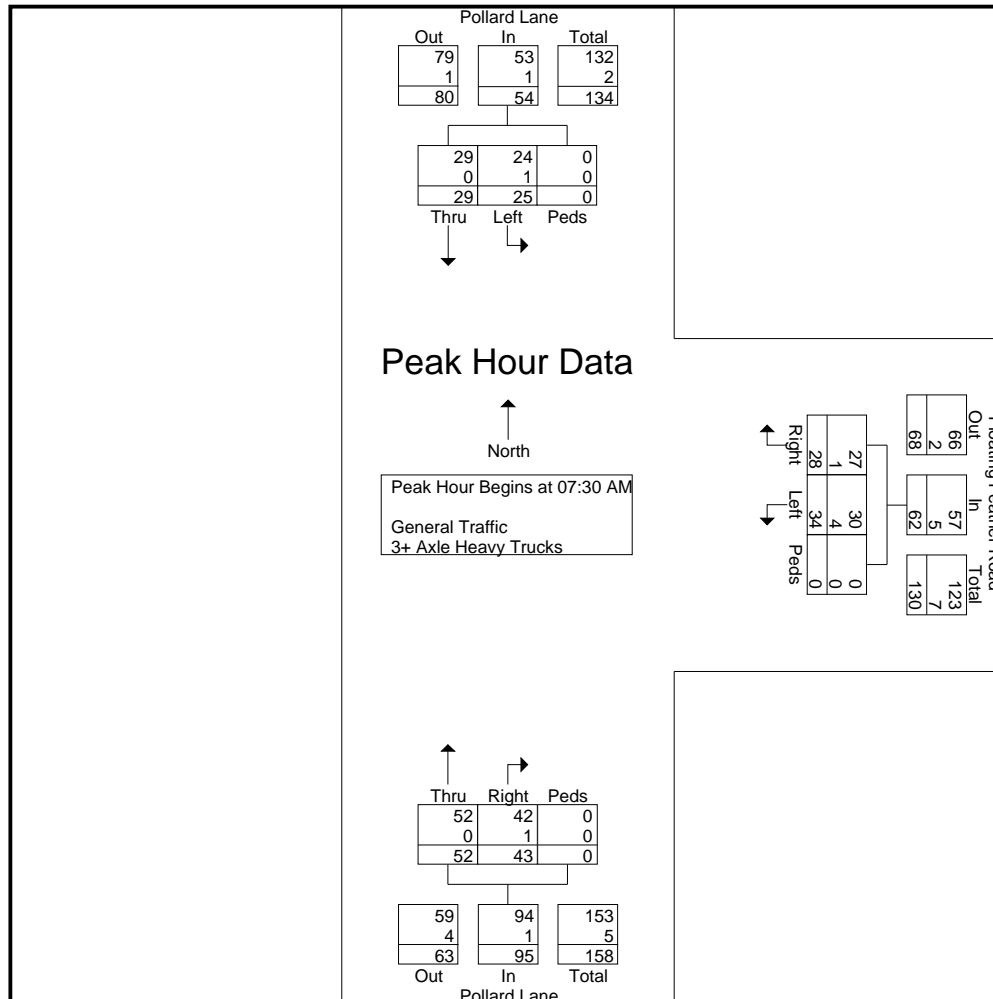 Pollard Lane
Out In Total
79 53 132
1 1 2
80 54 134
29 24 0
0 1 0
29 25 0
Thru Left Peds
Peak Hour Data
North
Peak Hour Begins at 07:30 AM
General Traffic
3+ Axle Heavy Trucks
Right Left Peds
27 30 0
1 4 0
28 34 0
Road
Out In Total
66 57 123
2 5 7
68 62 130
Thru Right Peds
52 42 0
0 1 0
52 43 0
59 94 153
4 1 5
63 95 158
Out In Total
Pollard Lane